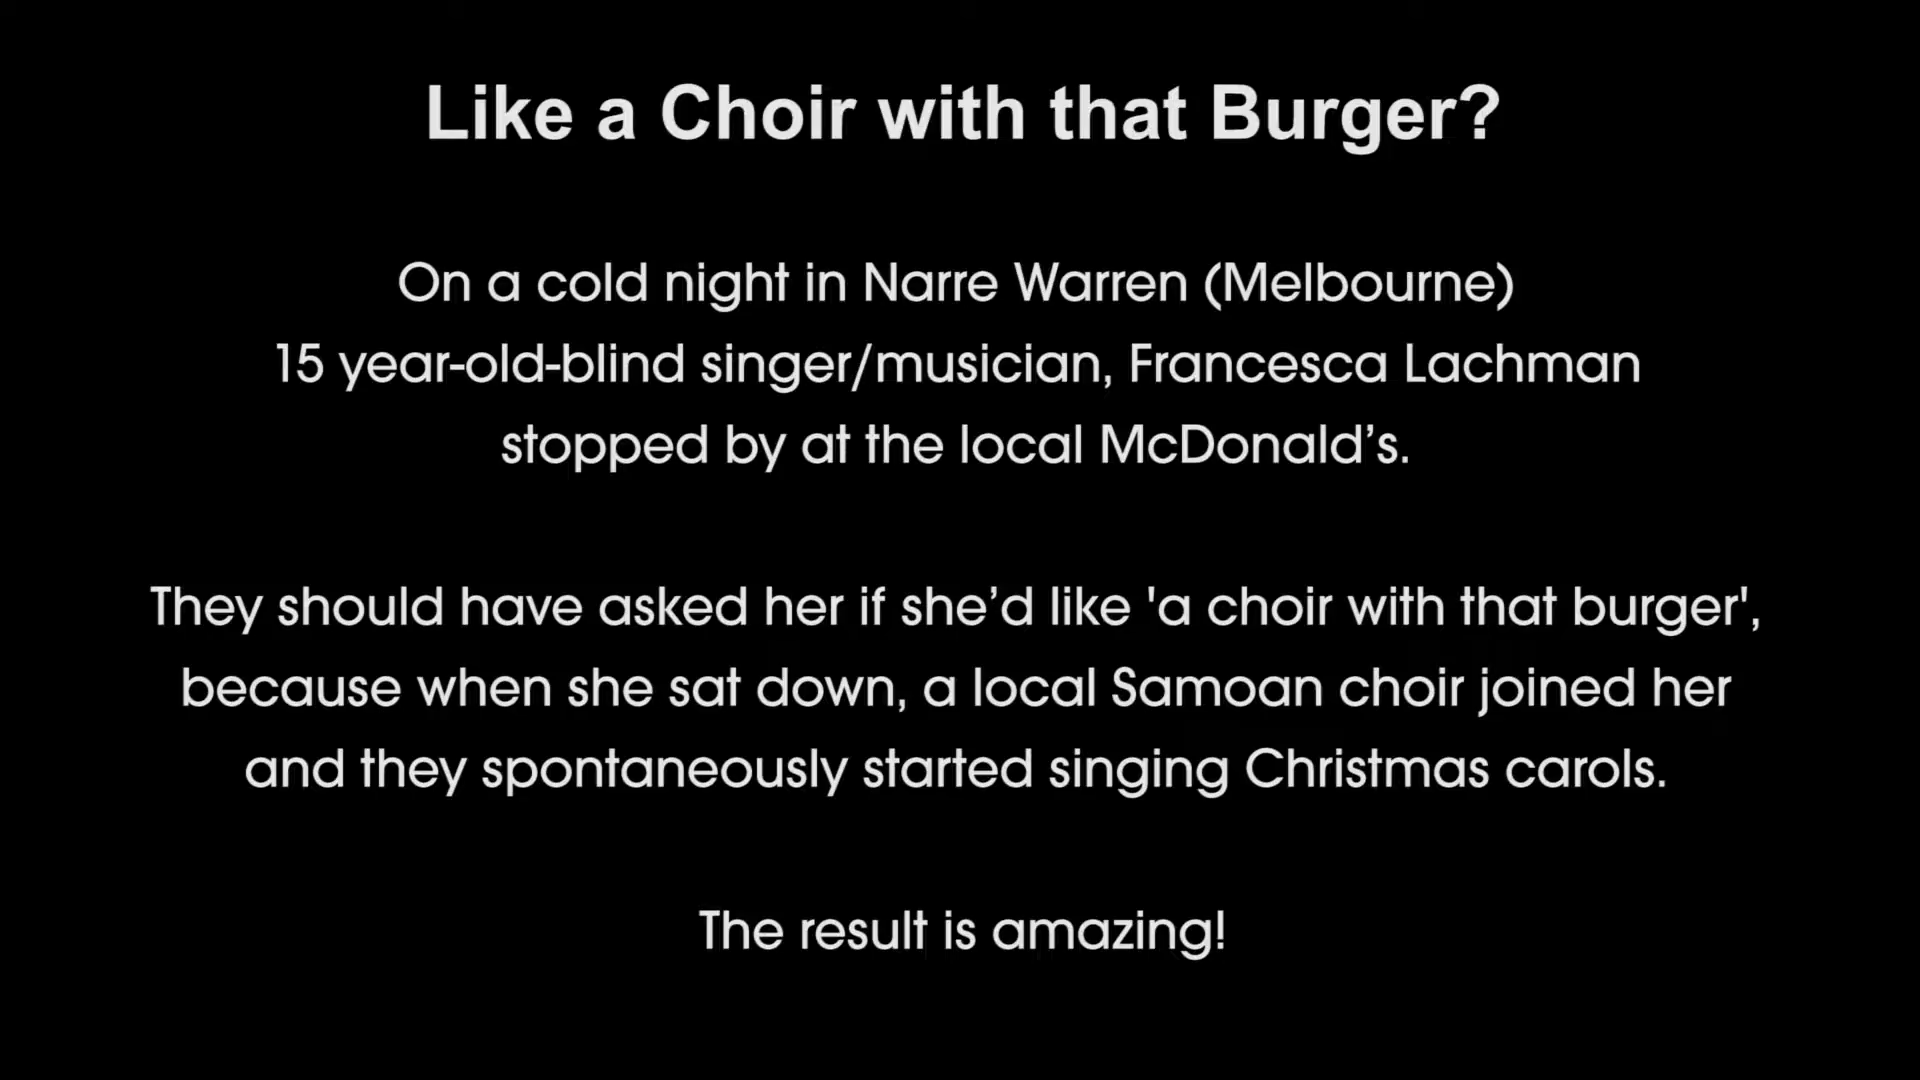 Like a Choir with that Burger?
On a cold night in Narre Warren (Melbourne)
15 year-old-blind singer/musician, Francesca Lachman
stopped by at the local McDonald’s.
They should have asked her if she’d like 'a choir with that burger',
because when she sat down, a local Samoan choir joined her
and they spontaneously started singing Christmas carols.
The result is amazing!